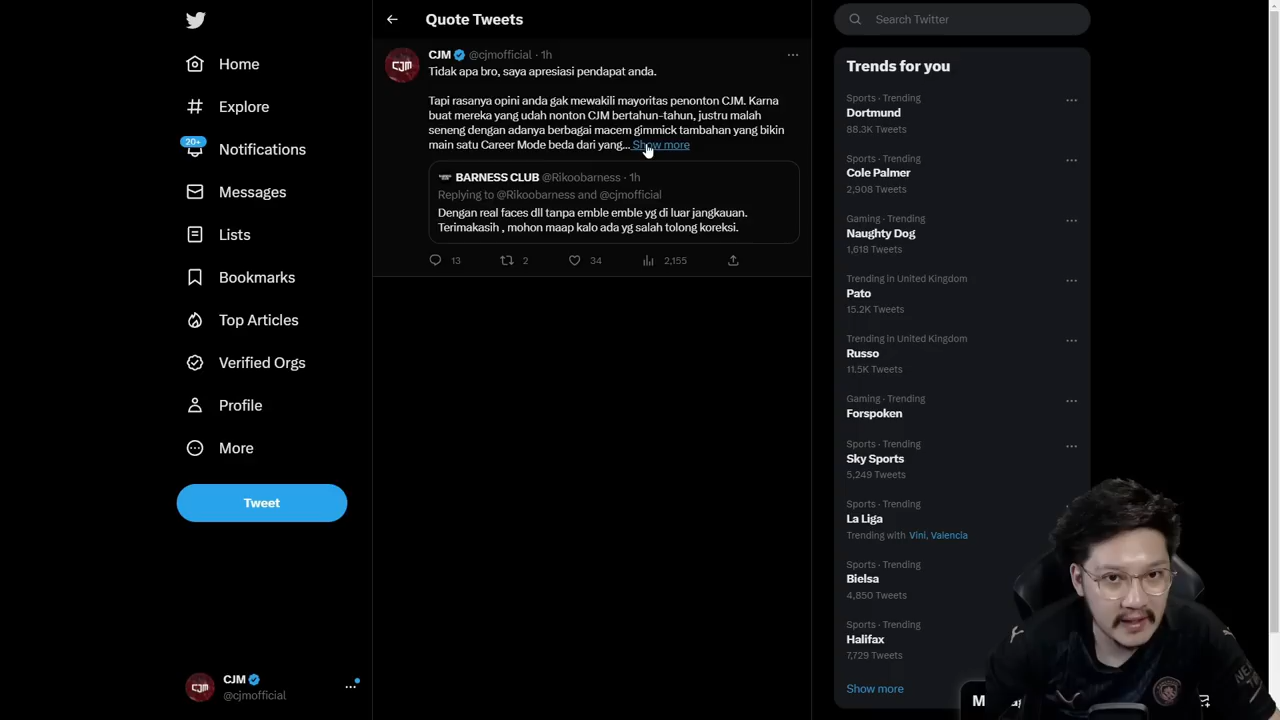 Home
Explore
20+
Notifications
Messages
Lists
Bookmarks
Top Articles
Verified Orgs
Profile
More
Tweet
CJM
@cjmofficial
Quote Tweets
CJM
CJM @cjmofficial · 1h
Tidak apa bro, saya apresiasi pendapat anda.
Tapi rasanya opini anda gak mewakili mayoritas penonton CJM. Karna
buat mereka yang udah nonton CJM bertahun-tahun, justru malah
seneng dengan adanya berbagai macem gimmick tambahan yang bikin
main satu Career Mode beda dari yang... Show more
BARNESS CLUB @Rikoobarness · 1h
Replying to @Rikoobarness and @cjmofficial
Dengan real faces dll tanpa emble emble yg di luar jangkauan.
Terimakasih , mohon maap kalo ada yg salah tolong koreksi.
13 2 34 2,155
Search Twitter
Trends for you
Sports · Trending
Dortmund
88.3K Tweets
Sports · Trending
Cole Palmer
2,908 Tweets
Gaming · Trending
Naughty Dog
1,618 Tweets
Trending in United Kingdom
Pato
15.2K Tweets
Trending in United Kingdom
Russo
11.5K Tweets
Gaming · Trending
Forspoken
Sports · Trending
Sky Sports
5,249 Tweets
Sports · Trending
La Liga
Trending with Vini, Valencia
Sports · Trending
Bielsa
4,850 Tweets
Sports · Trending
Halifax
7,729 Tweets
Show more